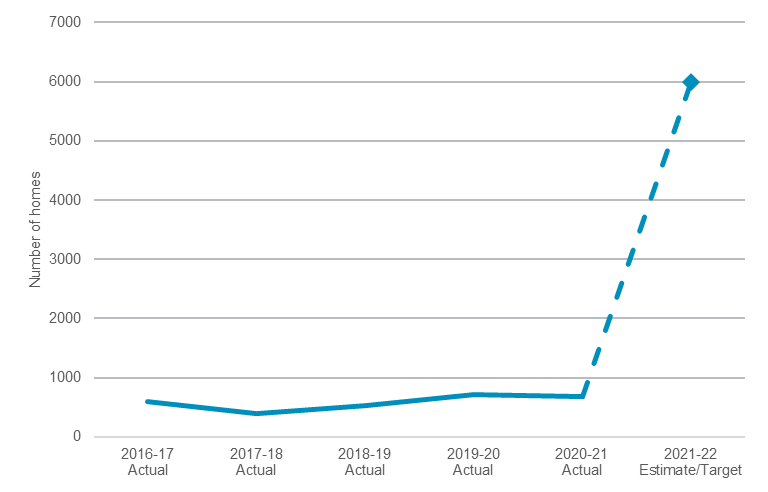 7000
6000
5000
4000
3000
2000
1000
0
Number of homes
2016-17
Actual
2017-18
Actual
2018-19
Actual
2019-20
Actual
2020-21
Actual
2021-22
Estimate/Target